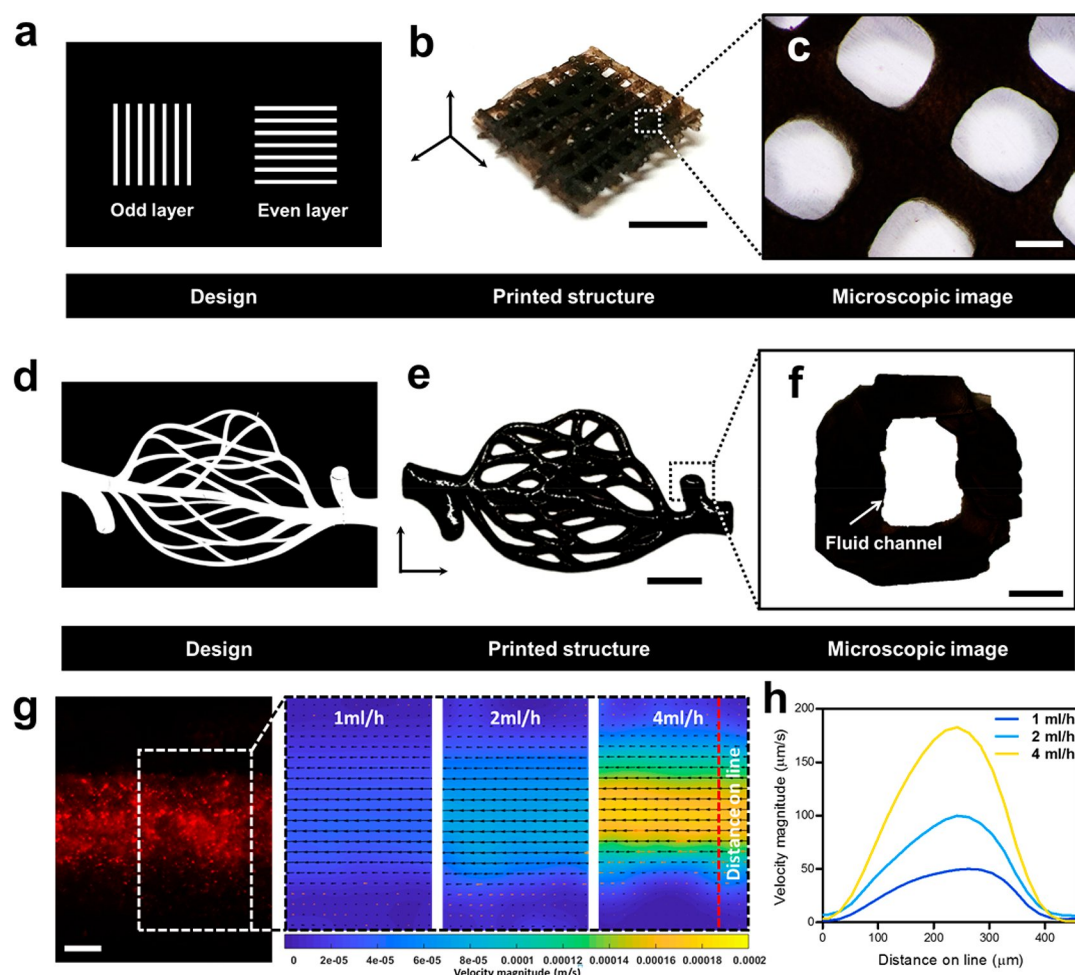 a
b
c
Odd layer
Even layer
Design
Printed structure
Microscopic image
d
e
f
Fluid channel
Design
Printed structure
Microscopic image
g
1ml/h
2ml/h
4ml/h
Distance on line
0 2e-05 4e-05 6e-05 8e-05 0.0001 0.00012 0.00014 0.00016 0.00018 0.0002
Velocity magnitude (m/s)
h
Velocity magnitude (μm/s)
200
150
100
50
0
1 ml/h
2 ml/h
4 ml/h
0 100 200 300 400
Distance on line (μm)